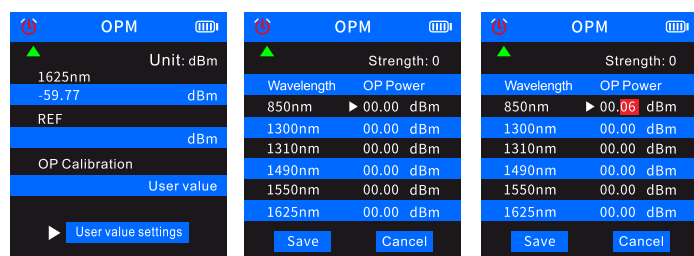 OPM
Unit: dBm
1625nm
-59.77 dBm
REF
dBm
OP Calibration
User value
User value settings
OPM
Strength: 0
Wavelength OP Power
850nm 00.00 dBm
1300nm 00.00 dBm
1310nm 00.00 dBm
1490nm 00.00 dBm
1550nm 00.00 dBm
1625nm 00.00 dBm
Save Cancel
OPM
Strength: 0
Wavelength OP Power
850nm 00.06 dBm
1300nm 00.00 dBm
1310nm 00.00 dBm
1490nm 00.00 dBm
1550nm 00.00 dBm
1625nm 00.00 dBm
Save Cancel